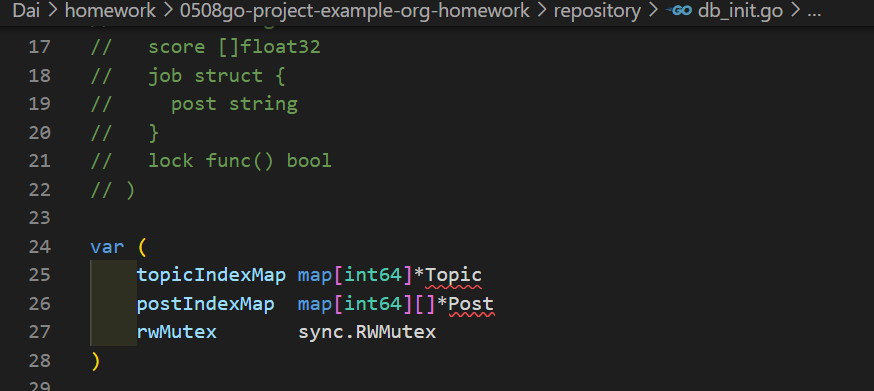 Dai > homework > 0508go-project-example-org-homework > repository > GO db_init.go > ...
17 // score []float32
18 // job struct {
19 // post string
20 // }
21 // lock func() bool
22 // )
23
24 var (
25 topicIndexMap map[int64]*Topic
26 postIndexMap map[int64][]*Post
27 rwMutex sync.RWMutex
28 )
29